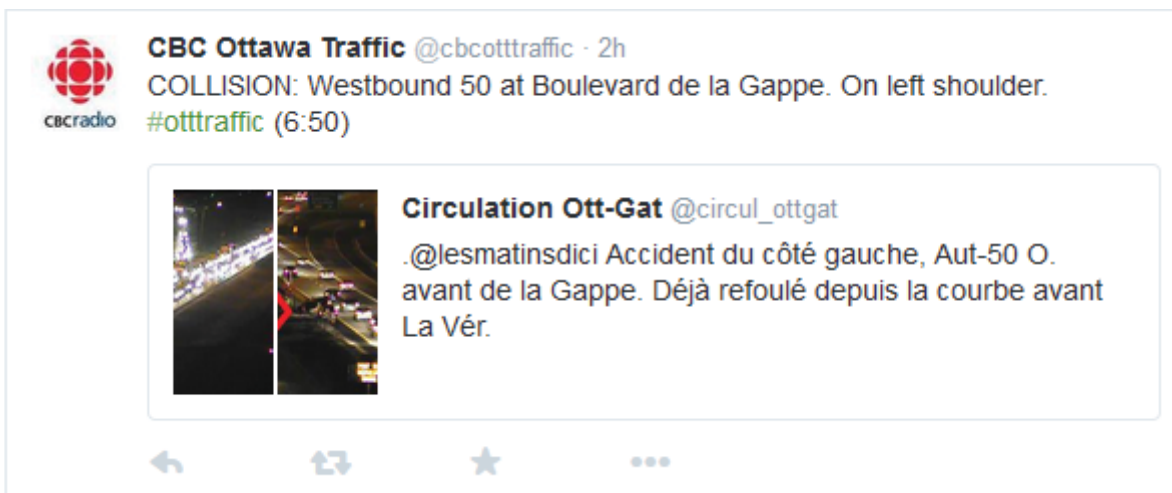 CBC Ottawa Traffic @cbcotttraffic · 2h
COLLISION: Westbound 50 at Boulevard de la Gappe. On left shoulder.
#otttraffic (6:50)
cbcradio
Circulation Ott-Gat @circul_ottgat
.@lesmatinsdici Accident du côté gauche, Aut-50 O.
avant de la Gappe. Déjà refoulé depuis la courbe avant
La Vér.